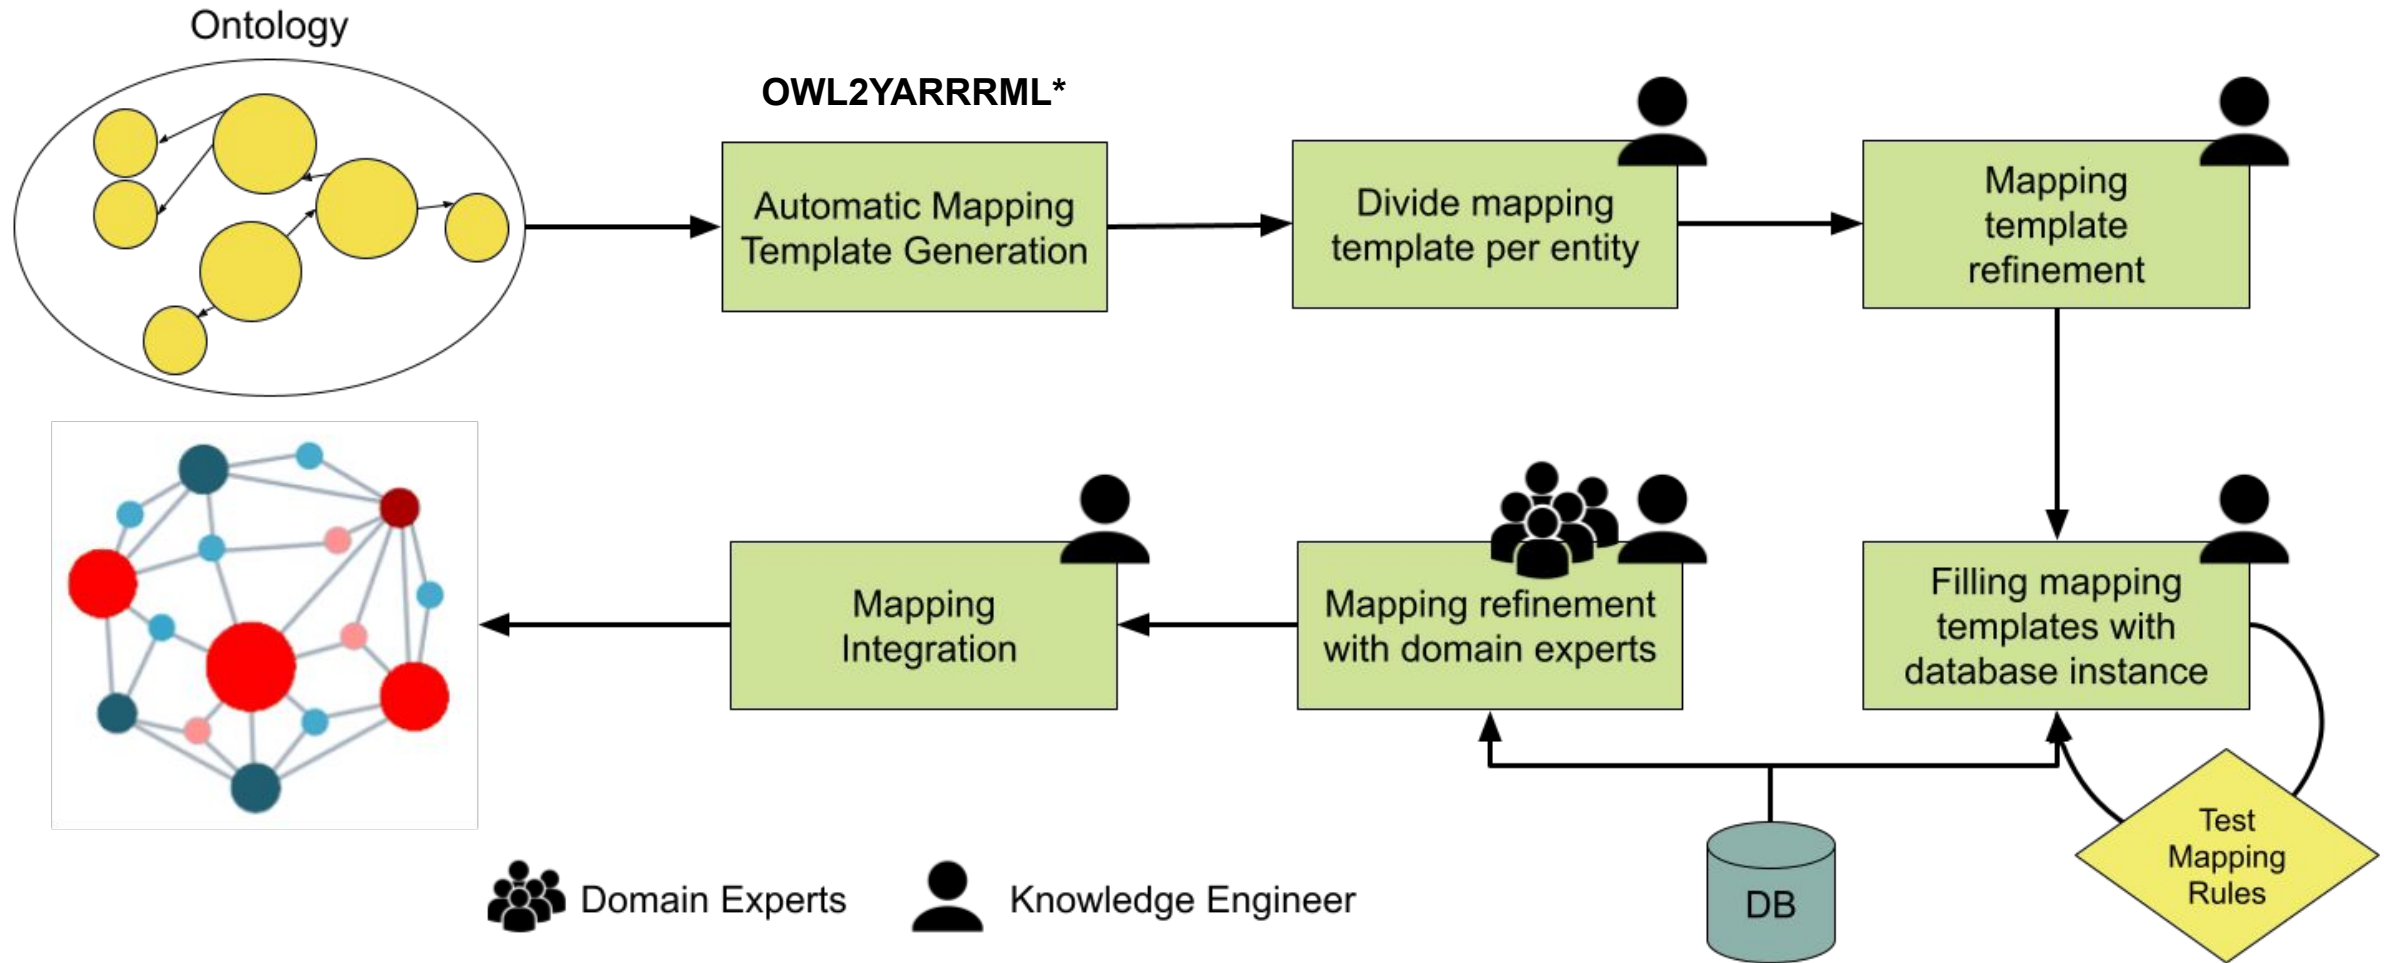 Ontology
OWL2YARRRML*
Automatic Mapping
Template Generation
Divide mapping
template per entity
Mapping
template
refinement
Filling mapping
templates with
database instance
Mapping refinement
with domain experts
Mapping
Integration
Test
Mapping
Rules
DB
Domain Experts
Knowledge Engineer